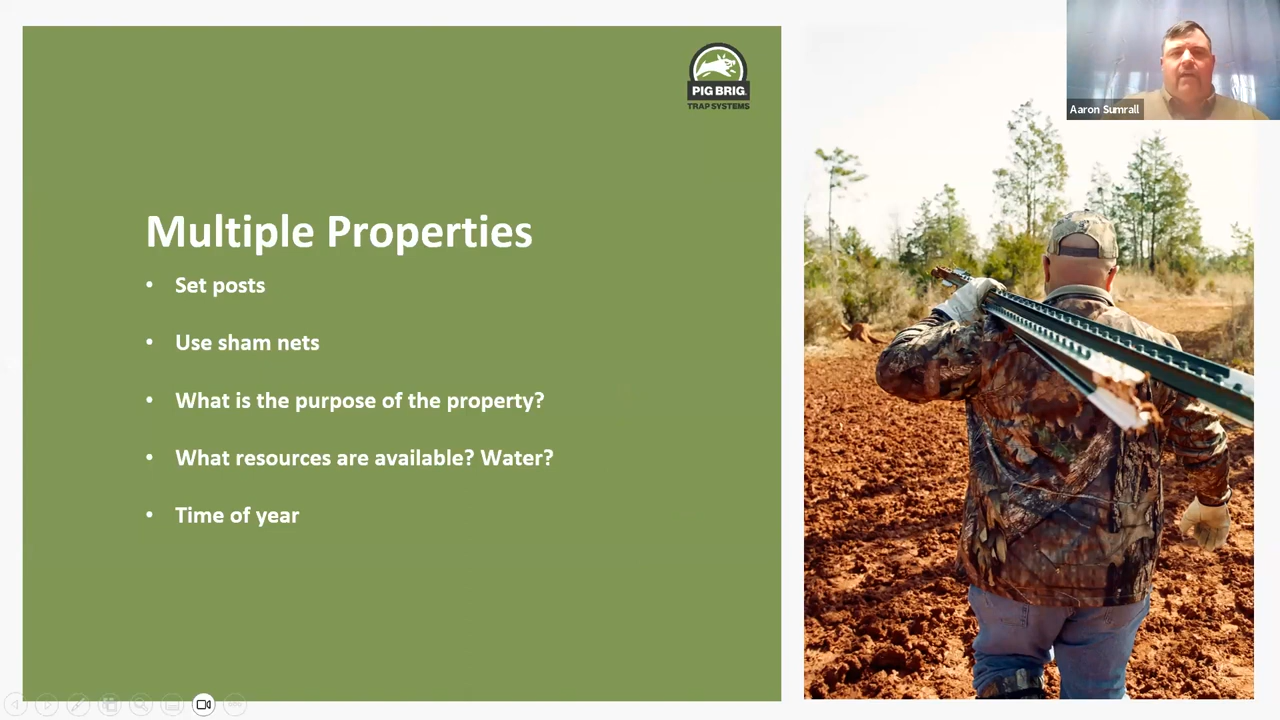 PIG BRIG
TRAP SYSTEMS
Aaron Sumrall
Multiple Properties
• Set posts
• Use sham nets
• What is the purpose of the property?
• What resources are available? Water?
• Time of year